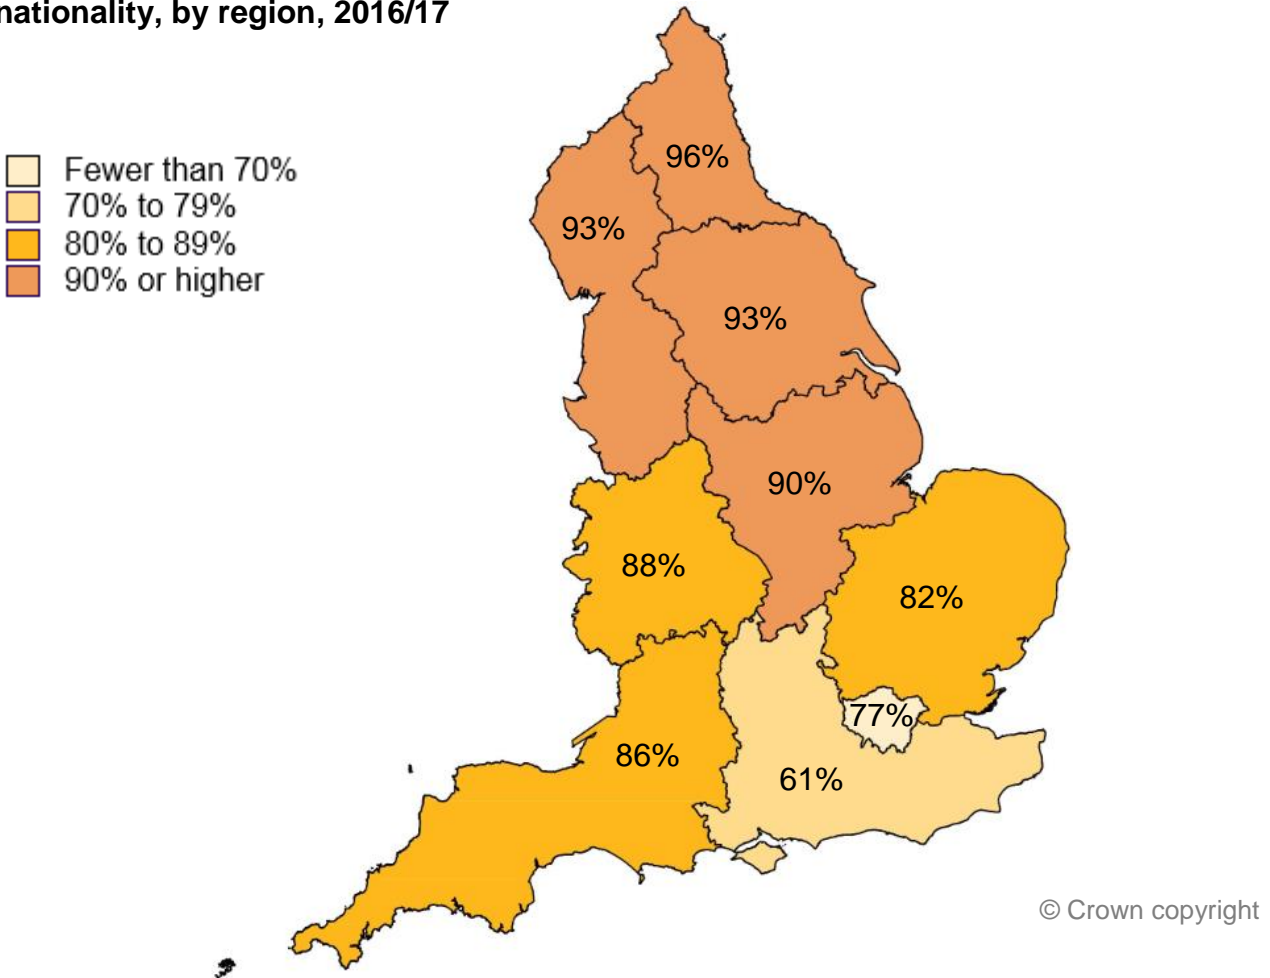 nationality, by region, 2016/17
Fewer than 70%
70% to 79%
80% to 89%
90% or higher
96%
93%
93%
90%
88%
82%
77%
86%
61%
© Crown copyright